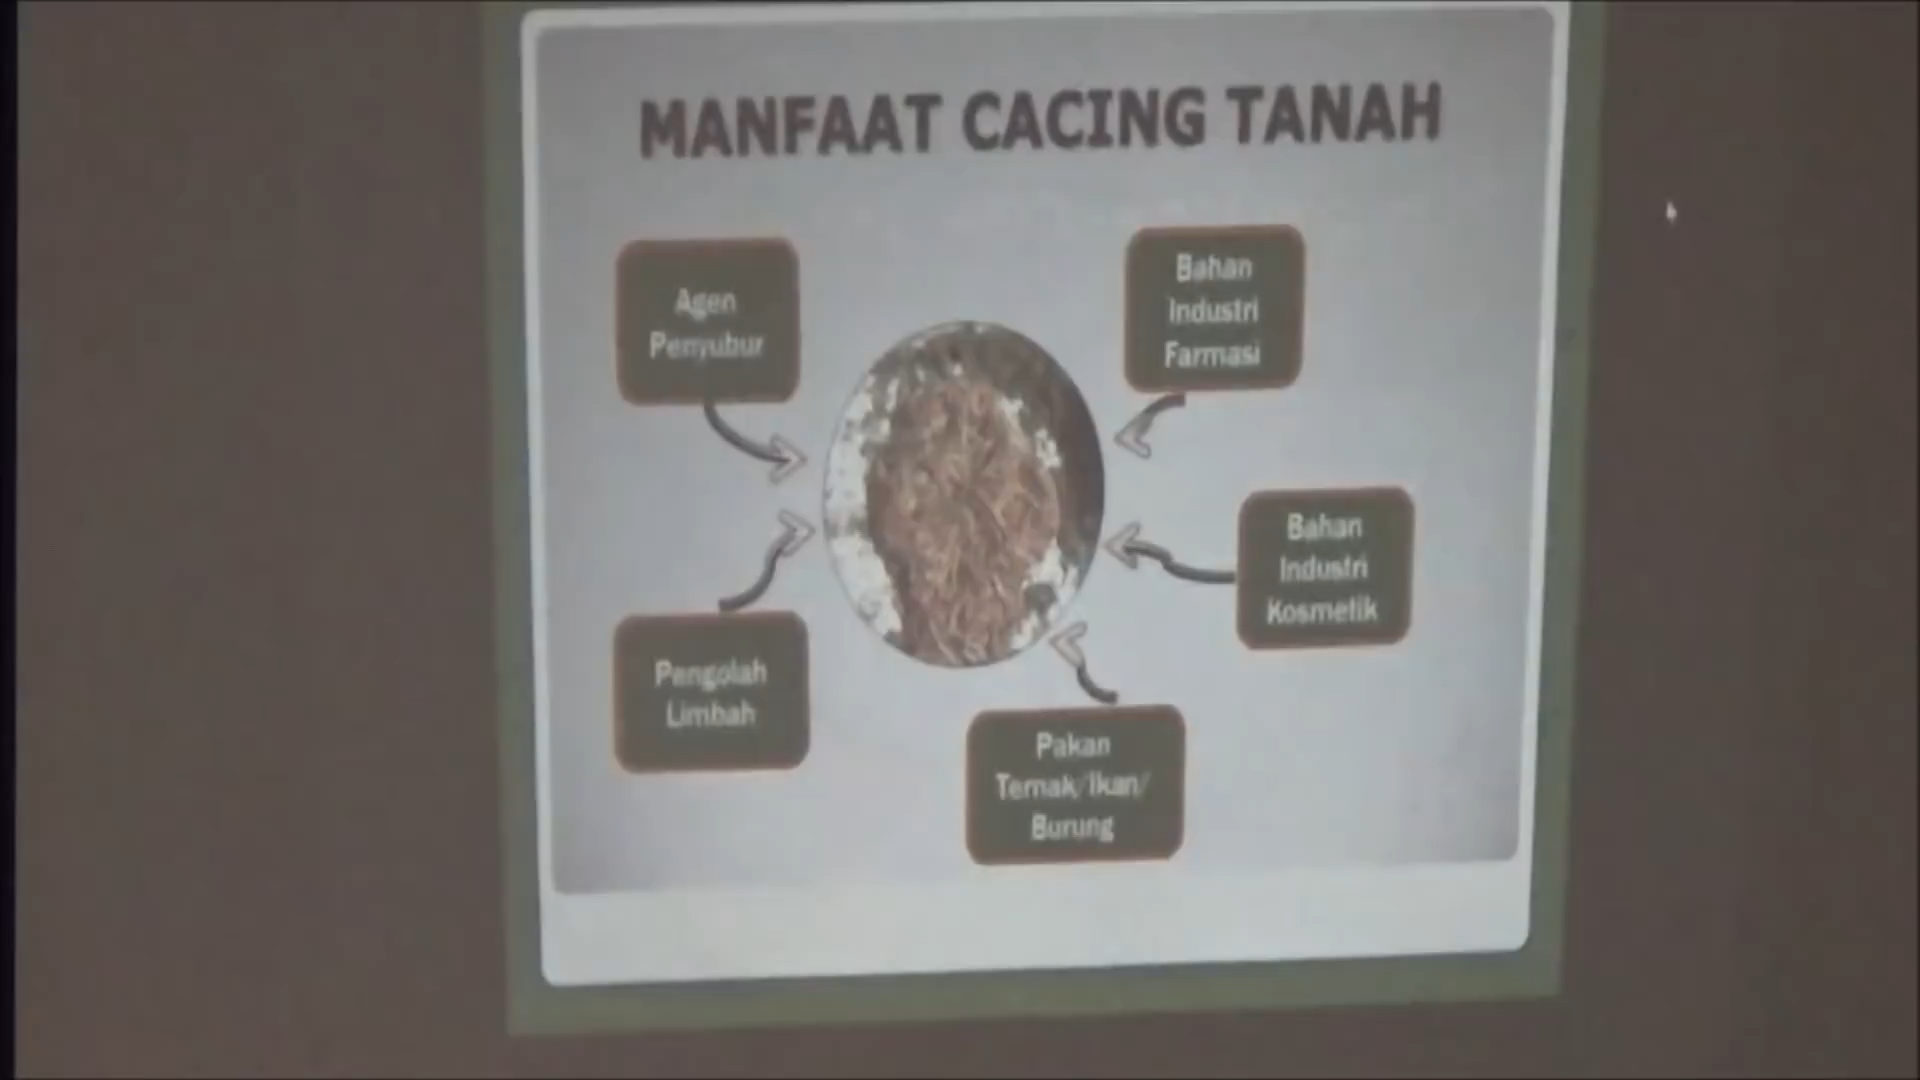 MANFAAT CACING TANAH
Agen
Penyubur
Bahan
Industri
Farmasi
Bahan
Industri
Kosmetik
Pengolah
Limbah
Pakan
Ternak/Ikan/
Burung